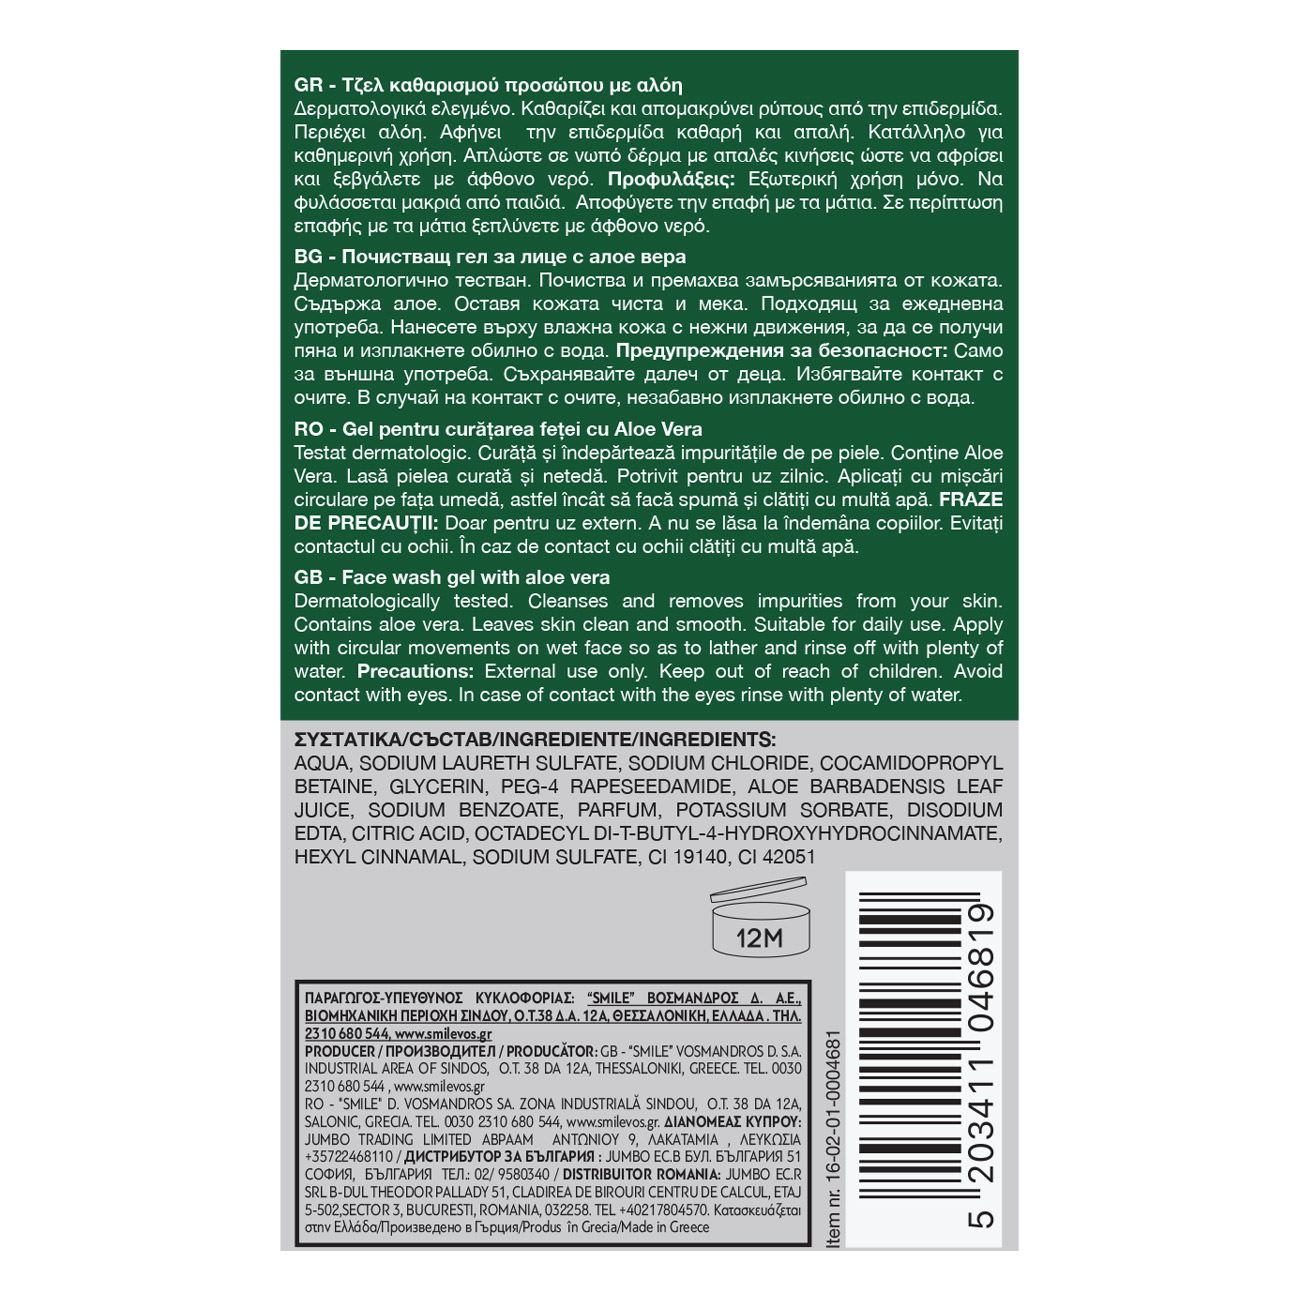 GR - Τζελ καθαρισμού προσώπου με αλόη
Δερματολογικά ελεγμένο. Καθαρίζει και απομακρύνει ρύπους από την επιδερμίδα.
Περιέχει αλόη. Αφήνει την επιδερμίδα καθαρή και απαλή. Κατάλληλο για
καθημερινή χρήση. Απλώστε σε νωπό δέρμα με απαλές κινήσεις ώστε να αφρίσει
και ξεβγάλετε με άφθονο νερό. Προφυλάξεις: Εξωτερική χρήση μόνο. Να
φυλάσσεται μακριά από παιδιά. Αποφύγετε την επαφή με τα μάτια. Σε περίπτωση
επαφής με τα μάτια ξεπλύνετε με άφθονο νερό.
BG - Почистващ гел за лице с алое вера
Дерматологично тестван. Почиства и премахва замърсяванията от кожата.
Съдържа алое. Оставя кожата чиста и мека. Подходящ за ежедневна
употреба. Нанесете върху влажна кожа с нежни движения, за да се получи
пяна и изплакнете обилно с вода. Предупреждения за безопасност: Само
за външна употреба. Съхранявайте далеч от деца. Избягвайте контакт с
очите. В случай на контакт с очите, незабавно изплакнете обилно с вода.
RO - Gel pentru curățarea feței cu Aloe Vera
Testat dermatologic. Curăță și îndepărtează impuritățile de pe piele. Conține Aloe
Vera. Lasă pielea curată și netedă. Potrivit pentru uz zilnic. Aplicați cu mișcări
circulare pe fața umedă, astfel încât să facă spumă și clătiți cu multă apă. FRAZE
DE PRECAUȚII: Doar pentru uz extern. A nu se lăsa la îndemâna copiilor. Evitați
contactul cu ochii. În caz de contact cu ochii clătiți cu multă apă.
GB - Face wash gel with aloe vera
Dermatologically tested. Cleanses and removes impurities from your skin.
Contains aloe vera. Leaves skin clean and smooth. Suitable for daily use. Apply
with circular movements on wet face so as to lather and rinse off with plenty of
water. Precautions: External use only. Keep out of reach of children. Avoid
contact with eyes. In case of contact with the eyes rinse with plenty of water.
ΣΥΣΤΑΤΙΚΑ/СЪСТАВ/INGREDIENTE/INGREDIENTS:
AQUA, SODIUM LAURETH SULFATE, SODIUM CHLORIDE, COCAMIDOPROPYL
BETAINE, GLYCERIN, PEG-4 RAPESEEDAMIDE, ALOE BARBADENSIS LEAF
JUICE, SODIUM BENZOATE, PARFUM, POTASSIUM SORBATE, DISODIUM
EDTA, CITRIC ACID, OCTADECYL DI-T-BUTYL-4-HYDROXYHYDROCINNAMATE,
HEXYL CINNAMAL, SODIUM SULFATE, CI 19140, CI 42051
12M
ΠΑΡΑΓΩΓΟΣ-ΥΠΕΥΘΥΝΟΣ ΚΥΚΛΟΦΟΡΙΑΣ: “SMILE” ΒΟΣΜΑΝΔΡΟΣ Δ. Α.Ε.,
ΒΙΟΜΗΧΑΝΙΚΗ ΠΕΡΙΟΧΗ ΣΙΝΔΟΥ, Ο.Τ.38 Δ.Α. 12Α, ΘΕΣΣΑΛΟΝΙΚΗ, ΕΛΛΑΔΑ . ΤΗΛ.
2310 680 544, www.smilevos.gr
PRODUCER / ПРОИЗВОДИТЕЛ / PRODUCĂTOR: GB - “SMILE” VOSMANDROS D. S.A.
INDUSTRIAL AREA OF SINDOS, O.T. 38 DA 12A, THESSALONIKI, GREECE. TEL. 0030
2310 680 544 , www.smilevos.gr
RO - "SMILE" D. VOSMANDROS SA. ZONA INDUSTRIALĂ SINDOU, O.T. 38 DA 12A,
SALONIC, GRECIA. TEL. 0030 2310 680 544, www.smilevos.gr. ΔΙΑΝΟΜΕΑΣ ΚΥΠΡΟΥ:
JUMBO TRADING LIMITED ΑΒΡΑΑΜ ΑΝΤΩΝΙΟΥ 9, ΛΑΚΑΤΑΜΙΑ , ΛΕΥΚΩΣΙΑ
+35722468110 / ДИСТРИБУТОР ЗА БЪЛГАРИЯ : JUMBO EC.B БУЛ. БЪЛГАРИЯ 51
СОФИЯ, БЪЛГАРИЯ ТЕЛ.: 02/ 9580340 / DISTRIBUITOR ROMANIA: JUMBO EC.R
SRL B-DUL THEODOR PALLADY 51, CLADIREA DE BIROURI CENTRU DE CALCUL, ETAJ
5-502,SECTOR 3, BUCURESTI, ROMANIA, 032258. TEL +40217804570. Κατασκευάζεται
στην Ελλάδα/Произведено в Гърция/Produs în Grecia/Made in Greece
Item nr. 16-02-01-0004681
5 203411 046819